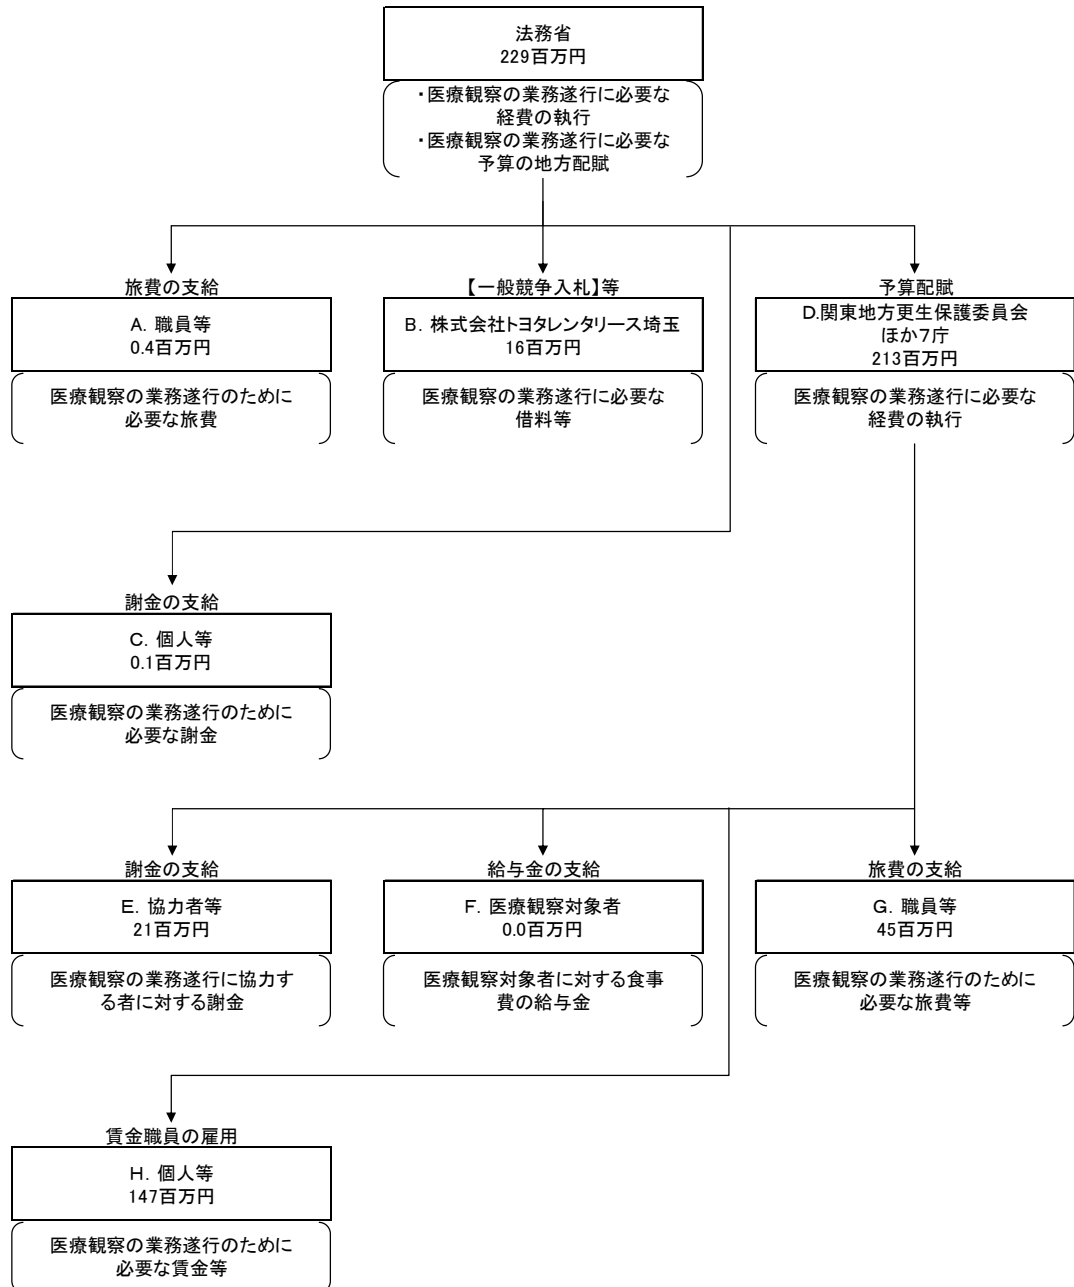 法務省
229百万円
・医療観察の業務遂行に必要な
経費の執行
・医療観察の業務遂行に必要な
予算の地方配賦
旅費の支給
A. 職員等
0.4百万円
医療観察の業務遂行のために
必要な旅費
【一般競争入札】等
B. 株式会社トヨタレンタリース埼玉
16百万円
医療観察の業務遂行に必要な
借料等
予算配賦
D.関東地方更生保護委員会
ほか7庁
213百万円
医療観察の業務遂行に必要な
経費の執行
謝金の支給
C. 個人等
0.1百万円
医療観察の業務遂行のために
必要な謝金
謝金の支給
E. 協力者等
21百万円
医療観察の業務遂行に協力す
る者に対する謝金
給与金の支給
F. 医療観察対象者
0.0百万円
医療観察対象者に対する食事
費の給与金
旅費の支給
G. 職員等
45百万円
医療観察の業務遂行のために
必要な旅費等
賃金職員の雇用
H. 個人等
147百万円
医療観察の業務遂行のために
必要な賃金等